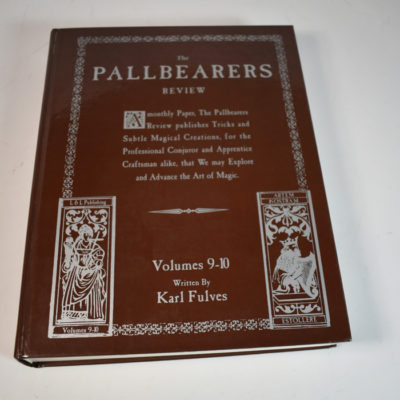 The
PALLBEARERS
REVIEW
A monthly Paper, The Pallbearers
Review publishes Tricks and
Subtle Magical Creations, for the
Professional Conjuror and Apprentice
Craftsman alike, that We may Explore
and Advance the Art of Magic.
L & L Publishing
Volumes 9-10
Volumes 9-10
Written By
Karl Fulves
ARTEM
NOSTRAM
ESTOLLERE